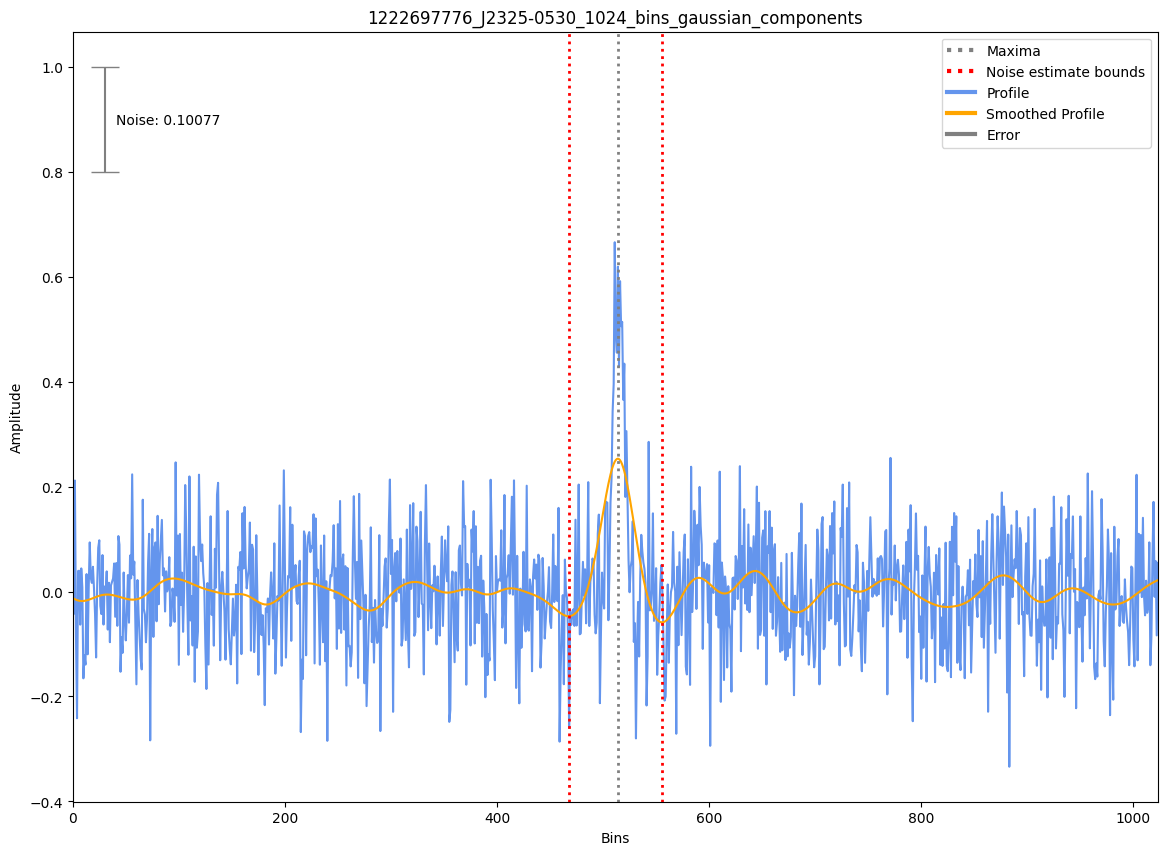 1222697776_J2325-0530_1024_bins_gaussian_components
Maxima
Noise estimate bounds
Profile
Smoothed Profile
Error
Noise: 0.10077
1.0
0.8
0.6
0.4
0.2
0.0
−0.2
−0.4
Amplitude
0 200 400 600 800 1000
Bins